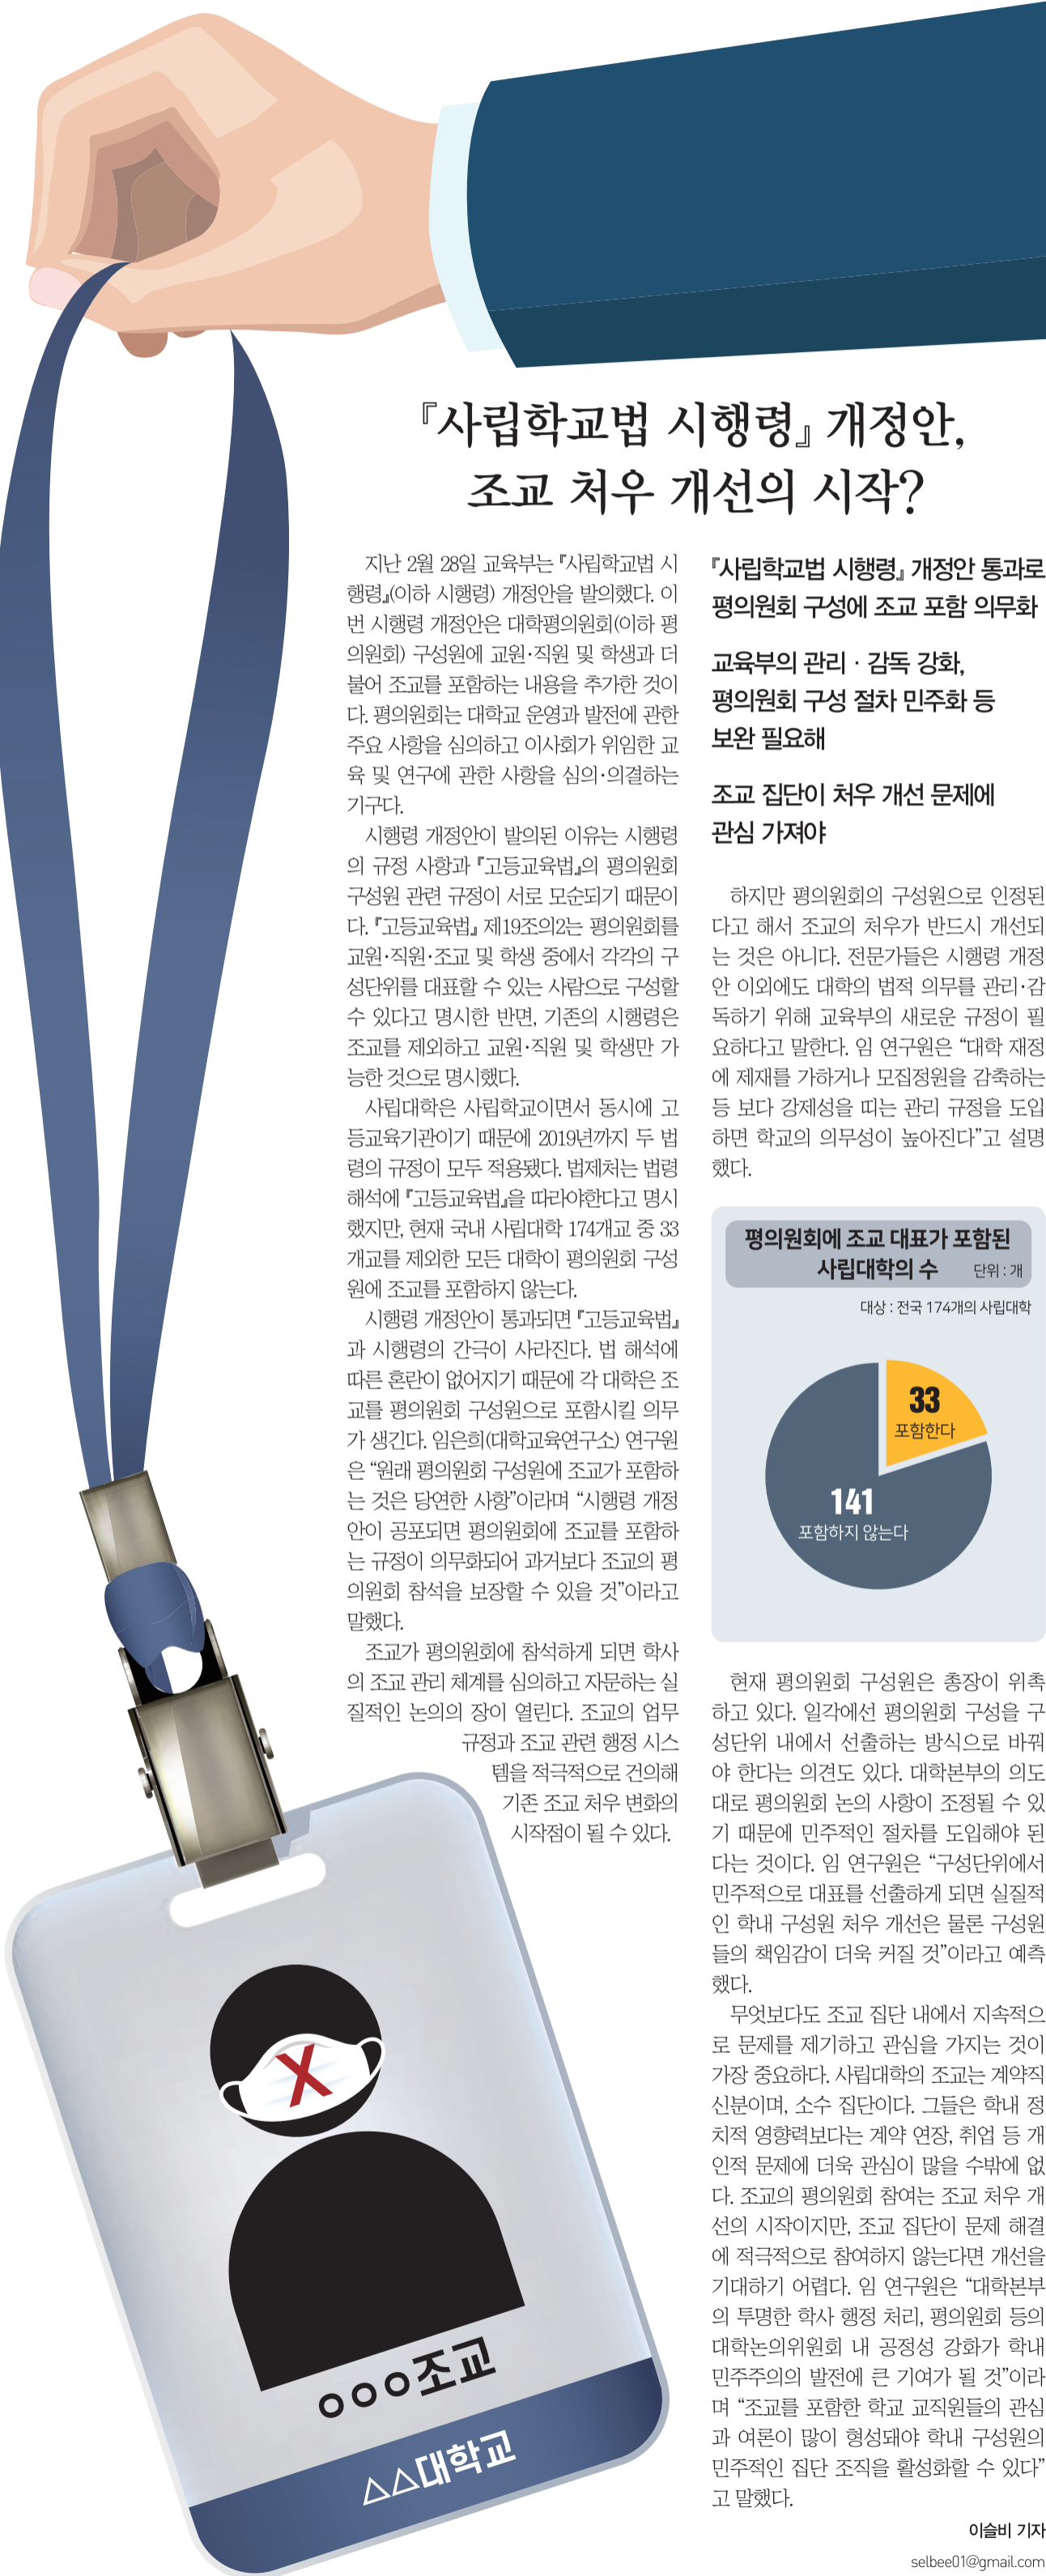 『사립학교법 시행령』 개정안,
조교 처우 개선의 시작?
지난 2월 28일 교육부는 『사립학교법 시
행령』(이하 시행령) 개정안을 발의했다. 이
번 시행령 개정안은 대학평의원회(이하 평
의원회) 구성원에 교원·직원 및 학생과 더
불어 조교를 포함하는 내용을 추가한 것이
다. 평의원회는 대학교 운영과 발전에 관한
주요 사항을 심의하고 이사회가 위임한 교
육 및 연구에 관한 사항을 심의·의결하는
기구다.
시행령 개정안이 발의된 이유는 시행령
의 규정 사항과 『고등교육법』의 평의원회
구성원 관련 규정이 서로 모순되기 때문이
다. 『고등교육법』 제19조의2는 평의원회를
교원·직원·조교 및 학생 중에서 각각의 구
성단위를 대표할 수 있는 사람으로 구성할
수 있다고 명시한 반면, 기존의 시행령은
조교를 제외하고 교원·직원 및 학생만 가
능한 것으로 명시했다.
사립대학은 사립학교이면서 동시에 고
등교육기관이기 때문에 2019년까지 두 법
령의 규정이 모두 적용됐다. 법제처는 법령
해석에 『고등교육법』을 따라야한다고 명시
했지만, 현재 국내 사립대학 174개교 중 33
개교를 제외한 모든 대학이 평의원회 구성
원에 조교를 포함하지 않는다.
시행령 개정안이 통과되면 『고등교육법』
과 시행령의 간극이 사라진다. 법 해석에
따른 혼란이 없어지기 때문에 각 대학은 조
교를 평의원회 구성원으로 포함시킬 의무
가 생긴다. 임은희(대학교육연구소) 연구원
은 “원래 평의원회 구성원에 조교가 포함하
는 것은 당연한 사항”이라며 “시행령 개정
안이 공포되면 평의원회에 조교를 포함하
는 규정이 의무화되어 과거보다 조교의 평
의원회 참석을 보장할 수 있을 것”이라고
말했다.
조교가 평의원회에 참석하게 되면 학사
의 조교 관리 체계를 심의하고 자문하는 실
질적인 논의의 장이 열린다. 조교의 업무
규정과 조교 관련 행정 시스
템을 적극적으로 건의해
기존 조교 처우 변화의
시작점이 될 수 있다.
『사립학교법 시행령』 개정안 통과로
평의원회 구성에 조교 포함 의무화
교육부의 관리 · 감독 강화,
평의원회 구성 절차 민주화 등
보완 필요해
조교 집단이 처우 개선 문제에
관심 가져야
하지만 평의원회의 구성원으로 인정된
다고 해서 조교의 처우가 반드시 개선되
는 것은 아니다. 전문가들은 시행령 개정
안 이외에도 대학의 법적 의무를 관리·감
독하기 위해 교육부의 새로운 규정이 필
요하다고 말한다. 임 연구원은 “대학 재정
에 제재를 가하거나 모집정원을 감축하는
등 보다 강제성을 띠는 관리 규정을 도입
하면 학교의 의무성이 높아진다”고 설명
했다.
평의원회에 조교 대표가 포함된
사립대학의 수 단위 : 개
대상 : 전국 174개의 사립대학
33
포함한다
141
포함하지 않는다
현재 평의원회 구성원은 총장이 위촉
하고 있다. 일각에선 평의원회 구성을 구
성단위 내에서 선출하는 방식으로 바꿔
야 한다는 의견도 있다. 대학본부의 의도
대로 평의원회 논의 사항이 조정될 수 있
기 때문에 민주적인 절차를 도입해야 된
다는 것이다. 임 연구원은 “구성단위에서
민주적으로 대표를 선출하게 되면 실질적
인 학내 구성원 처우 개선은 물론 구성원
들의 책임감이 더욱 커질 것”이라고 예측
했다.
무엇보다도 조교 집단 내에서 지속적으
로 문제를 제기하고 관심을 가지는 것이
가장 중요하다. 사립대학의 조교는 계약직
신분이며, 소수 집단이다. 그들은 학내 정
치적 영향력보다는 계약 연장, 취업 등 개
인적 문제에 더욱 관심이 많을 수밖에 없
다. 조교의 평의원회 참여는 조교 처우 개
선의 시작이지만, 조교 집단이 문제 해결
에 적극적으로 참여하지 않는다면 개선을
기대하기 어렵다. 임 연구원은 “대학본부
의 투명한 학사 행정 처리, 평의원회 등의
대학논의위원회 내 공정성 강화가 학내
민주주의의 발전에 큰 기여가 될 것”이라
며 “조교를 포함한 학교 교직원들의 관심
과 여론이 많이 형성돼야 학내 구성원의
민주적인 집단 조직을 활성화할 수 있다”
고 말했다.
이슬비 기자
selbee01@gmail.com
X
○○○조교
△△대학교